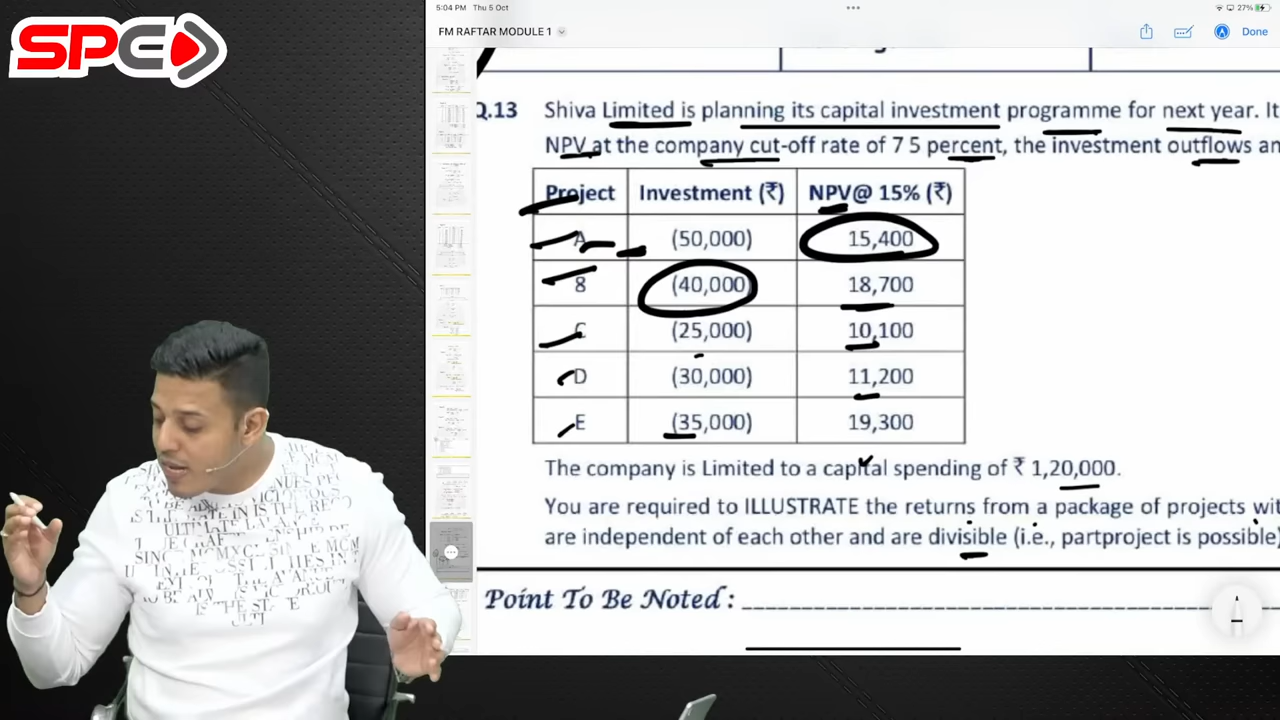 SPED
5:04 PM Thu 5 Oct
27%
FM RAFTAR MODULE 1
Done
Q.13 Shiva Limited is planning its capital investment programme for next year. It
NPV at the company cut-off rate of 7 5 percent, the investment outflows an
Project Investment (₹) NPV@ 15% (₹)
A (50,000) 15,400
8 (40,000) 18,700
C (25,000) 10,100
D (30,000) 11,200
E (35,000) 19,300
The company is Limited to a capital spending of ₹ 1,20,000.
You are required to ILLUSTRATE the returns from a package of projects wit
are independent of each other and are divisible (i.e., partproject is possible)
Point To Be Noted :